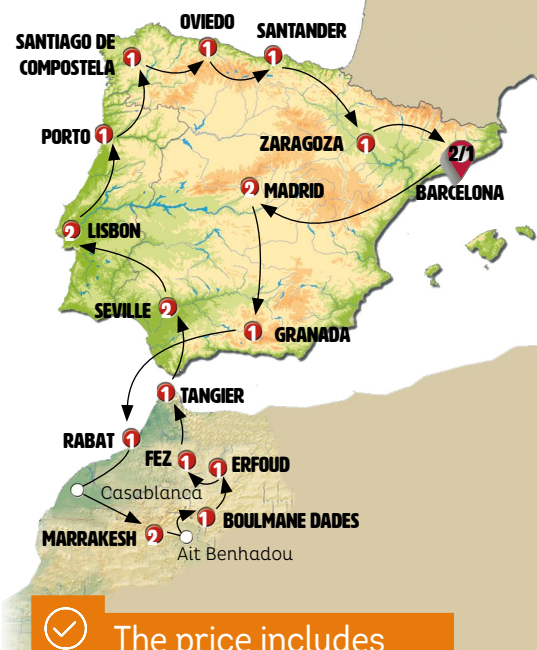 OVIEDO
1
SANTANDER
1
SANTIAGO DE
COMPOSTELA
1
PORTO 1
ZARAGOZA 1
2/1
BARCELONA
2 MADRID
2 LISBON
SEVILLE 2
1 GRANADA
1 TANGIER
RABAT 1
FEZ 1
1 ERFOUD
Casablanca
1 BOULMANE DADES
MARRAKESH 2
Ait Benhadou
The price includes